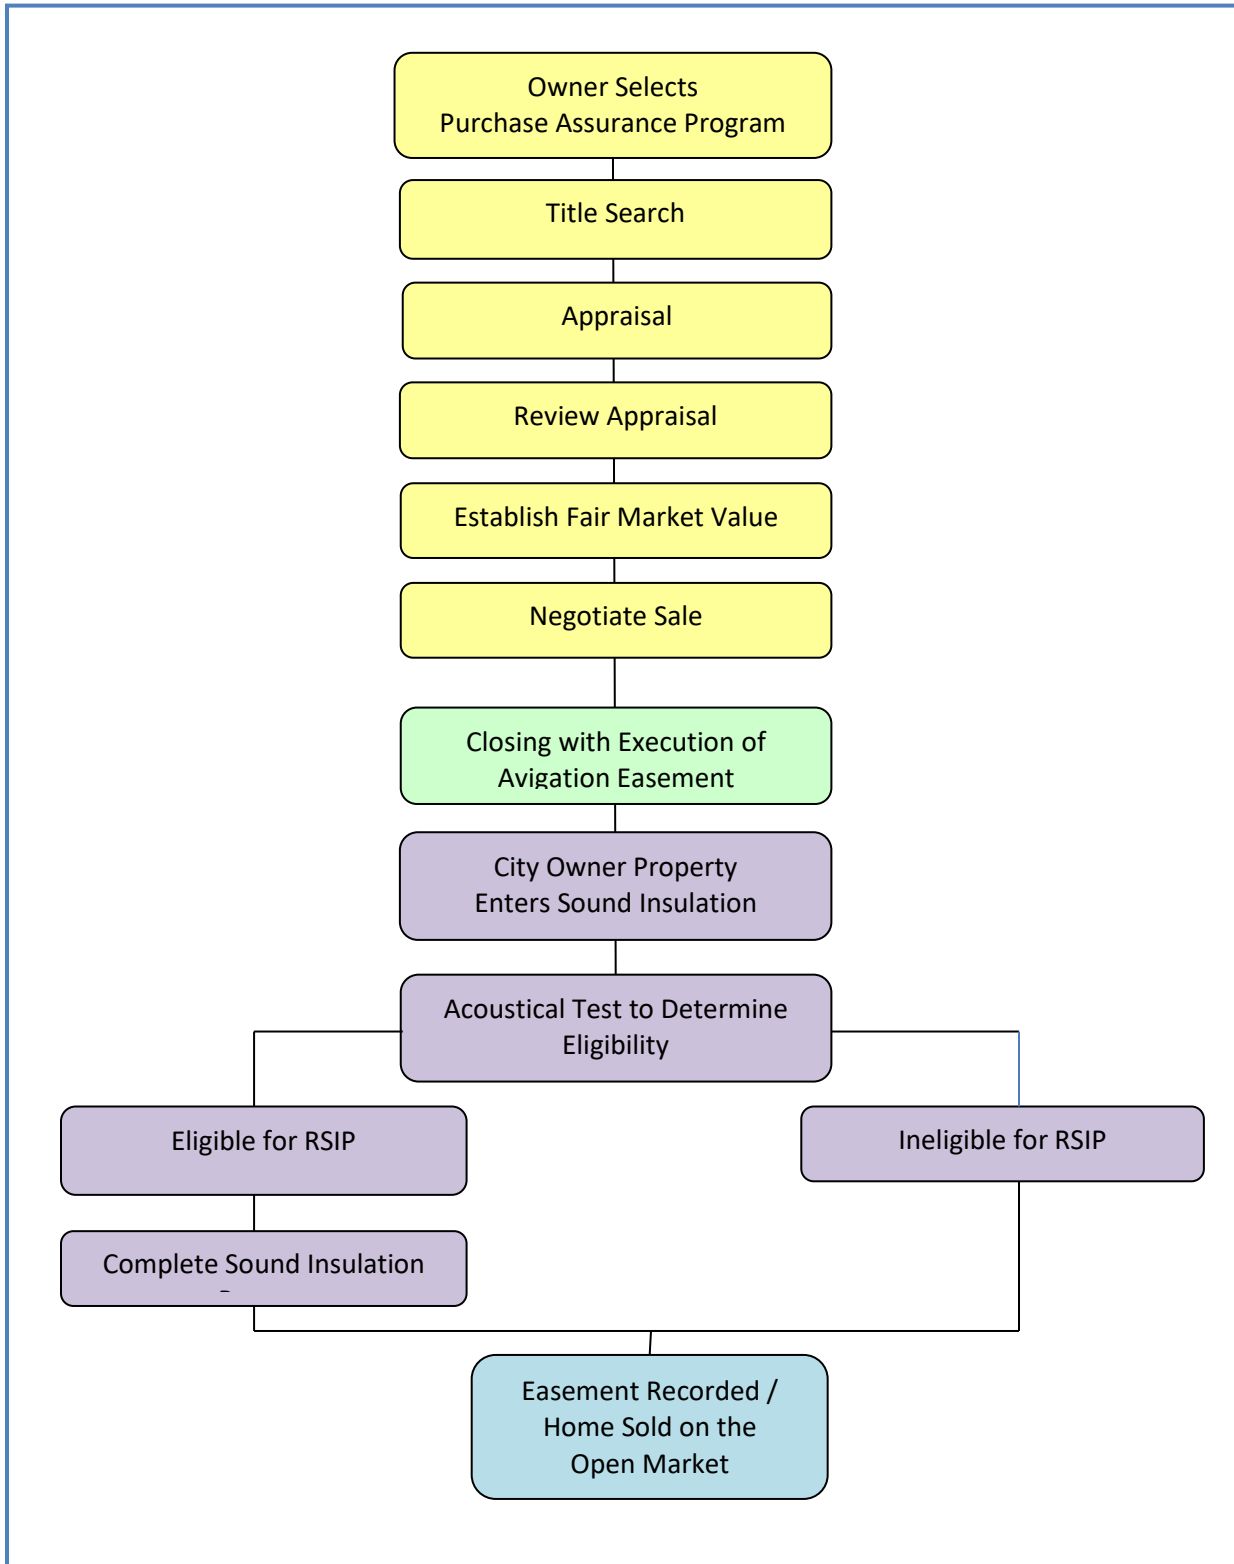 Owner Selects
Purchase Assurance Program
Title Search
Appraisal
Review Appraisal
Establish Fair Market Value
Negotiate Sale
Closing with Execution of
Avigation Easement
City Owner Property
Enters Sound Insulation
Acoustical Test to Determine
Eligibility
Eligible for RSIP
Ineligible for RSIP
Complete Sound Insulation
Easement Recorded /
Home Sold on the
Open Market